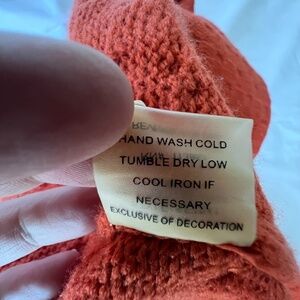 HAND WASH COLD
TUMBLE DRY LOW
COOL IRON IF
NECESSARY
EXCLUSIVE OF DECORATION